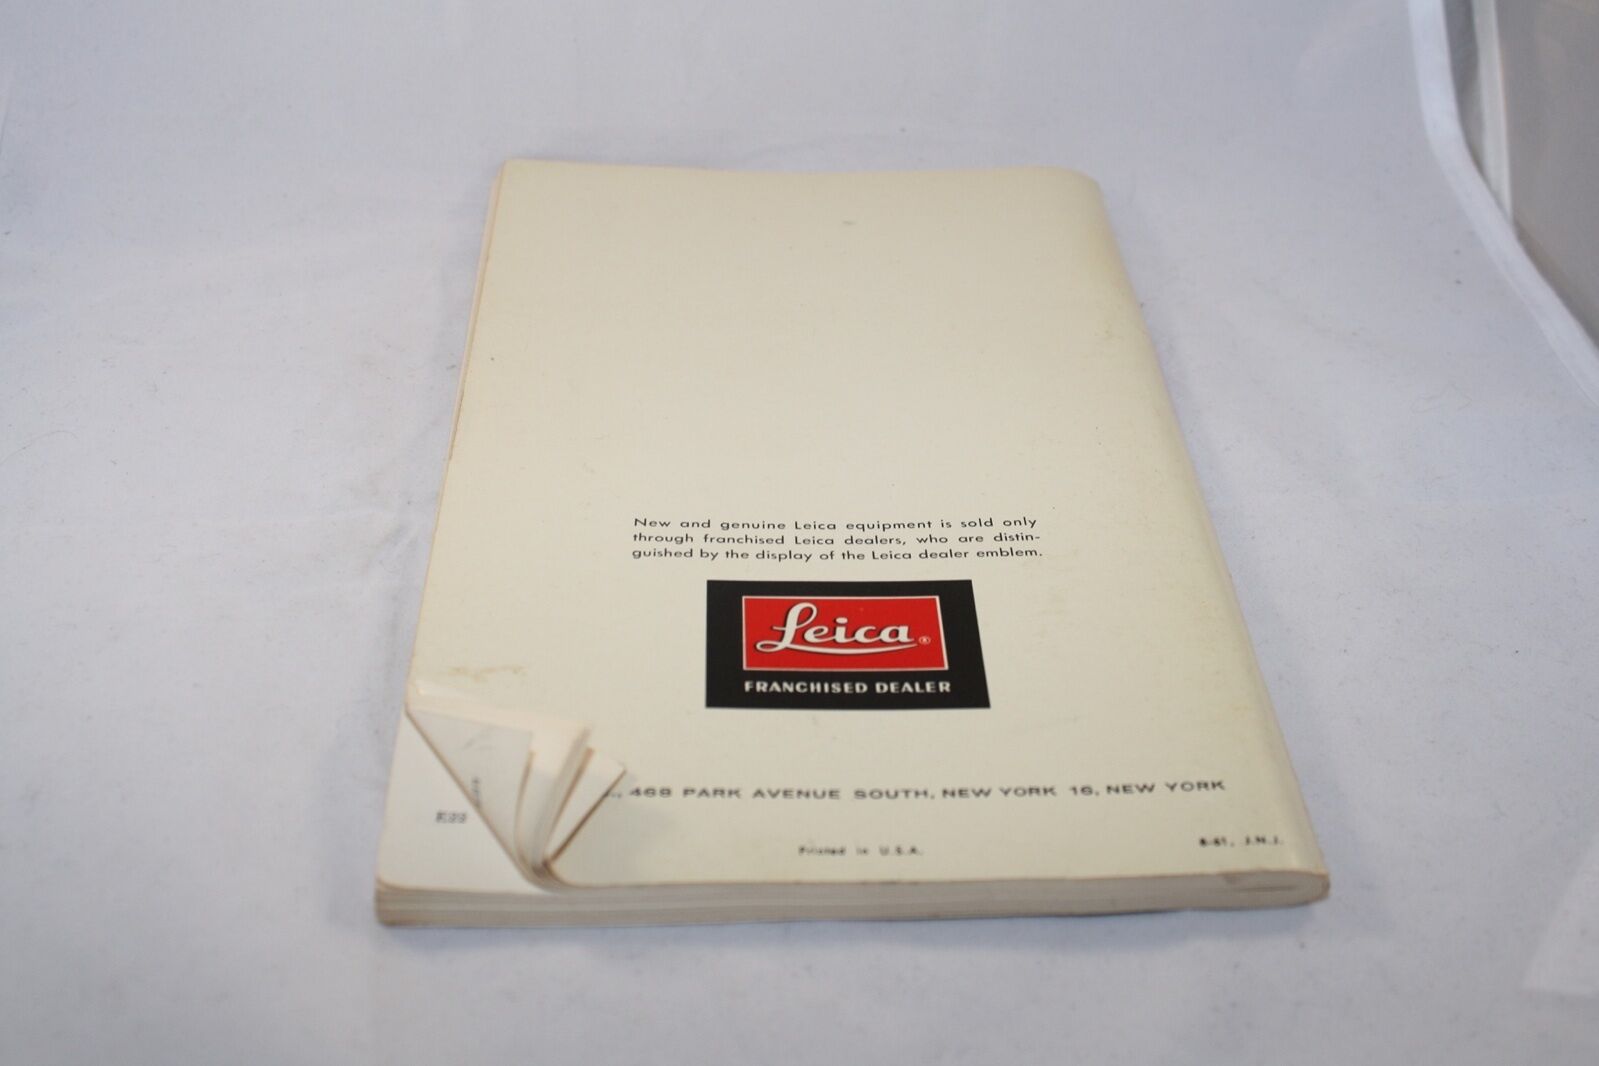 New and genuine Leica equipment is sold only
through franchised Leica dealers, who are distin-
guished by the display of the Leica dealer emblem.
Leica®
FRANCHISED DEALER
., 468 PARK AVENUE SOUTH, NEW YORK 16, NEW YORK
Printed in U.S.A.
6-61, J.N.J.